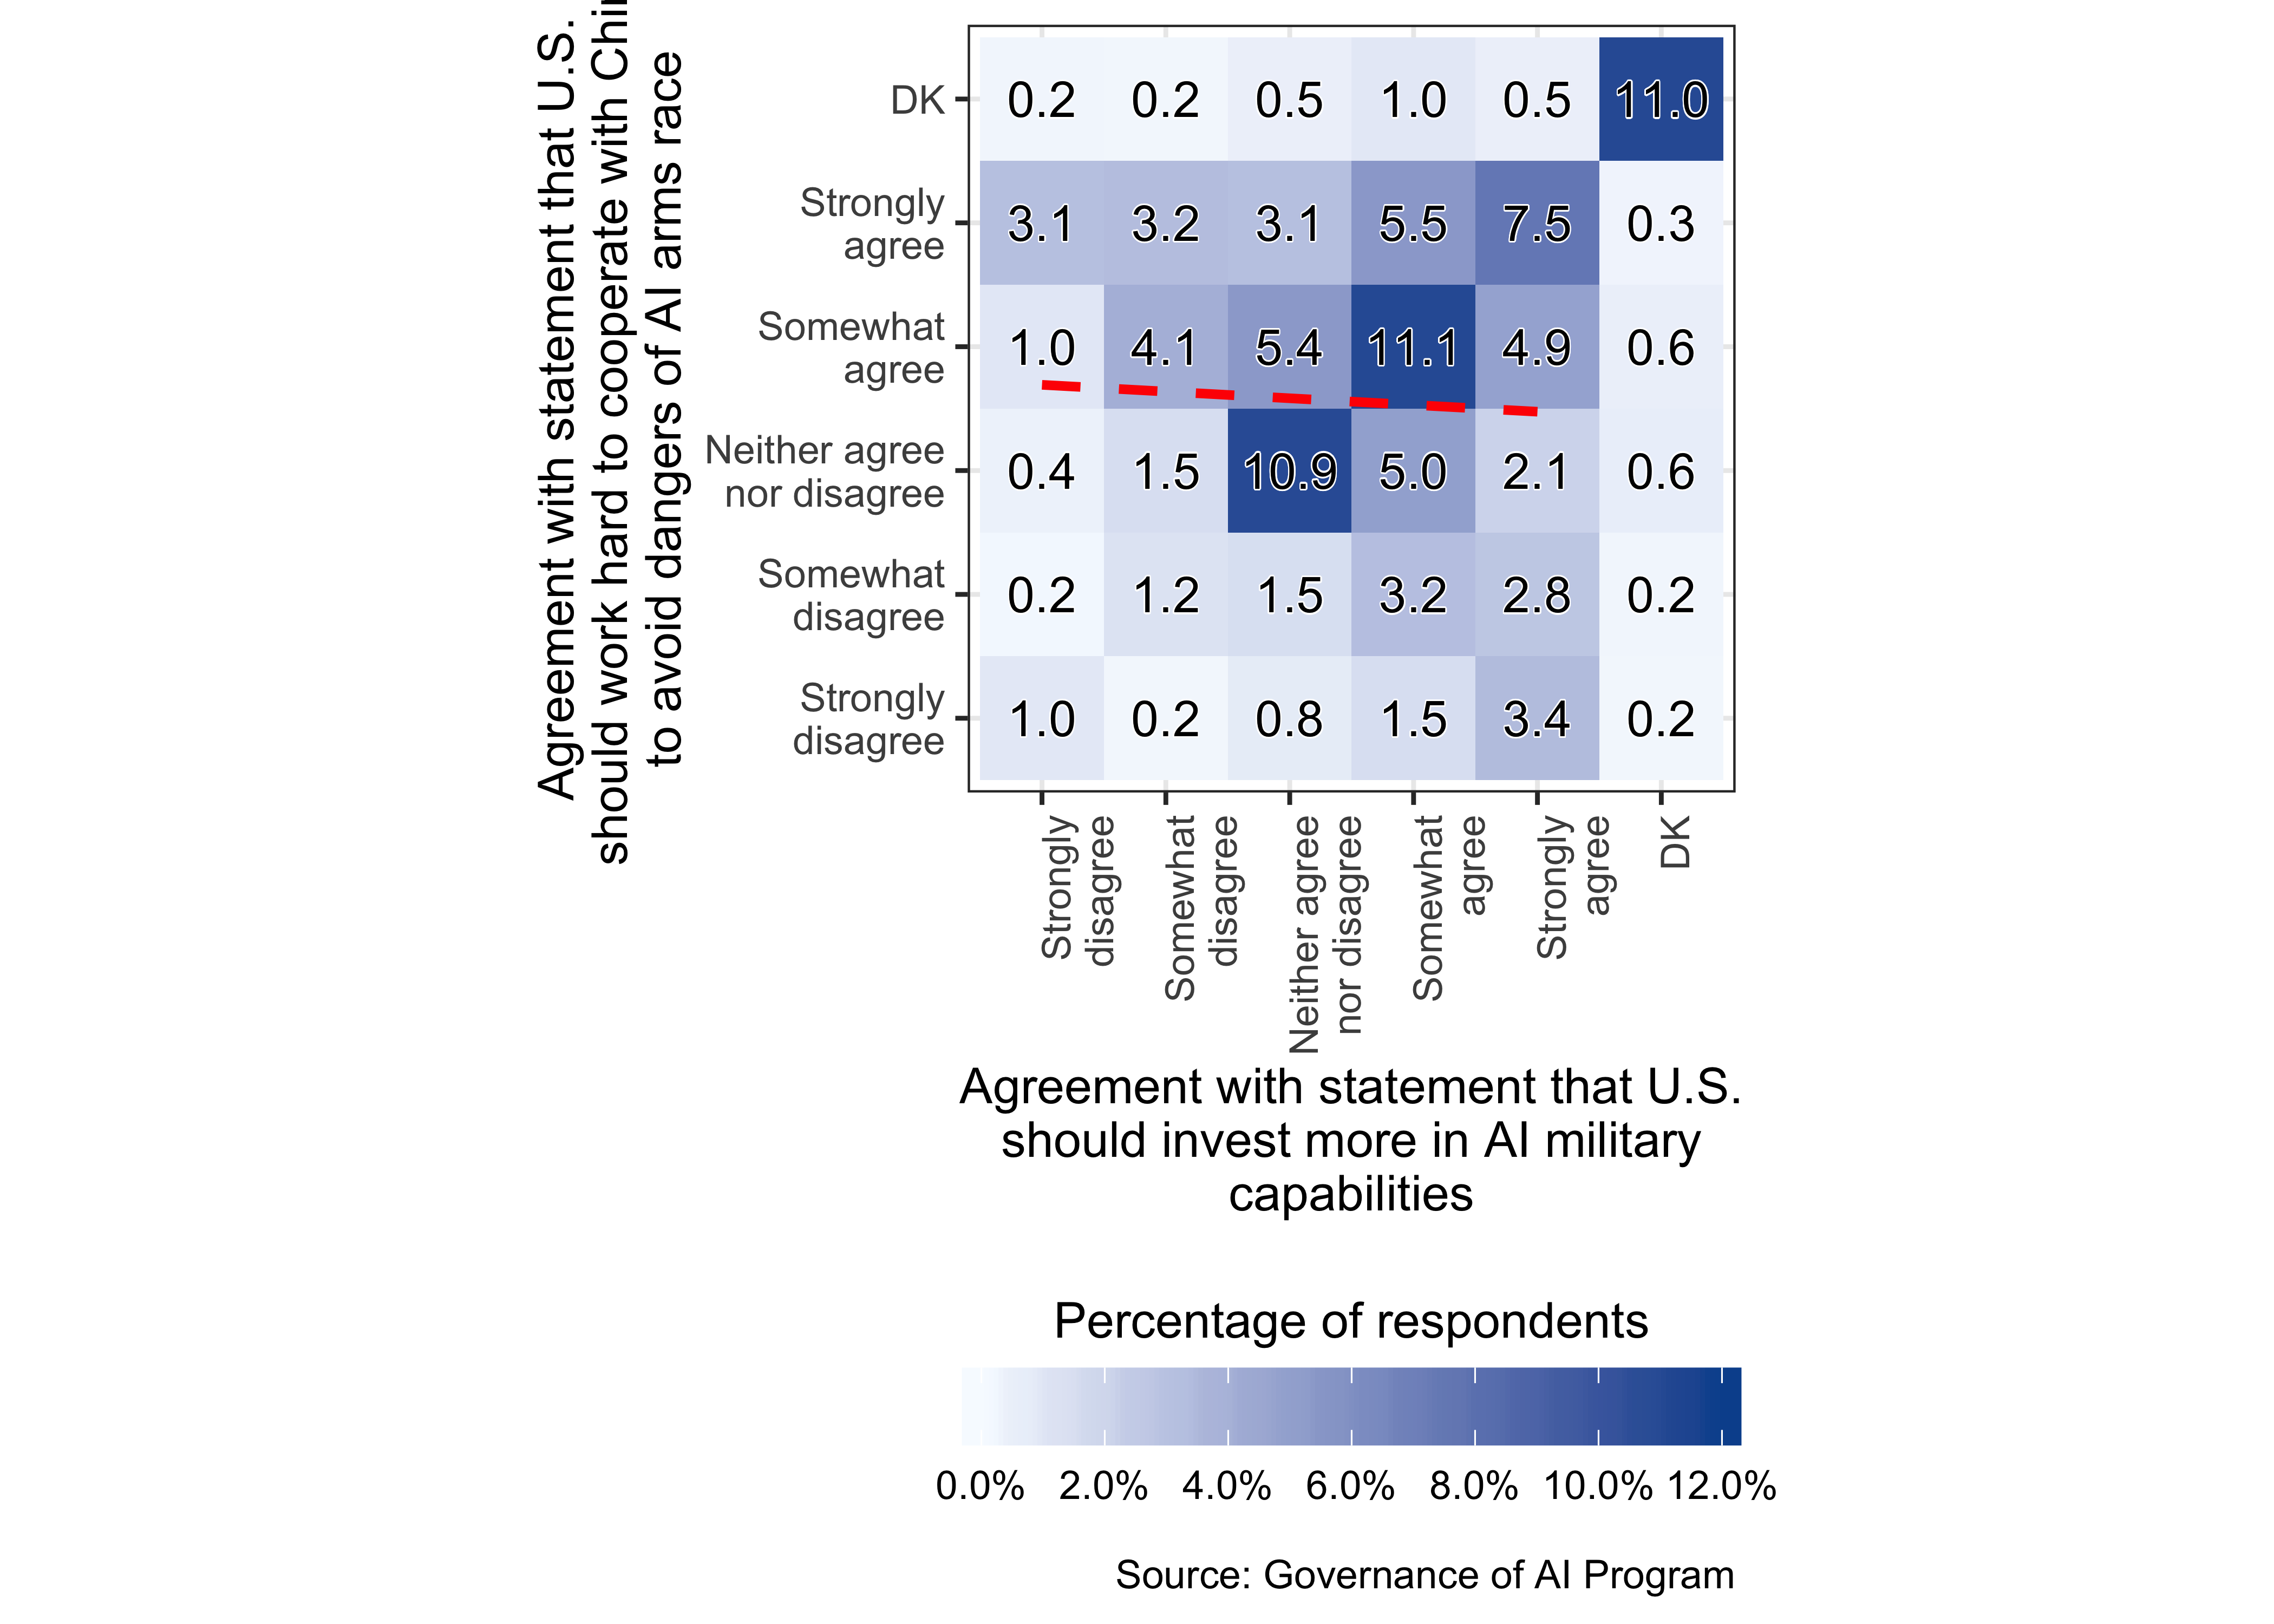 Agreement with statement that U.S.
should work hard to cooperate with
to avoid dangers of AI arms race
DK
0.2 0.2 0.5 1.0 0.5 11.0
Strongly
agree
3.1 3.2 3.1 5.5 7.5 0.3
Somewhat
agree
1.0 4.1 5.4 11.1 4.9 0.6
Neither agree
nor disagree
0.4 1.5 10.9 5.0 2.1 0.6
Somewhat
disagree
0.2 1.2 1.5 3.2 2.8 0.2
Strongly
disagree
1.0 0.2 0.8 1.5 3.4 0.2
Strongly
disagree
Somewhat
disagree
Neither agree
nor disagree
Somewhat
agree
Strongly
agree
DK
Agreement with statement that U.S.
should invest more in AI military
capabilities
Percentage of respondents
0.0% 2.0% 4.0% 6.0% 8.0% 10.0% 12.0%
Source: Governance of AI Program